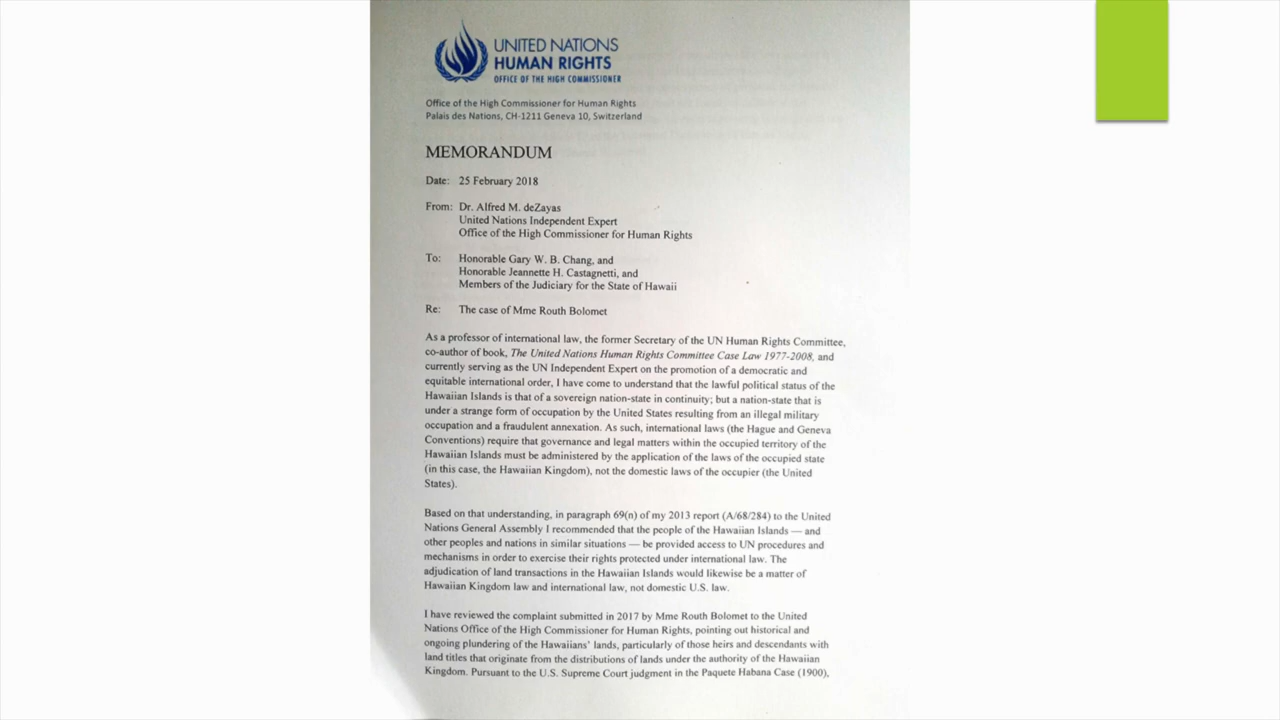 UNITED NATIONS
HUMAN RIGHTS
OFFICE OF THE HIGH COMMISSIONER
Office of the High Commissioner for Human Rights
Palais des Nations, CH-1211 Geneva 10, Switzerland
MEMORANDUM
Date: 25 February 2018
From: Dr. Alfred M. deZayas
United Nations Independent Expert
Office of the High Commissioner for Human Rights
To: Honorable Gary W. B. Chang, and
Honorable Jeannette H. Castagnetti, and
Members of the Judiciary for the State of Hawaii
Re: The case of Mme Routh Bolomet
As a professor of international law, the former Secretary of the UN Human Rights Committee,
co-author of book, The United Nations Human Rights Committee Case Law 1977-2008, and
currently serving as the UN Independent Expert on the promotion of a democratic and
equitable international order, I have come to understand that the lawful political status of the
Hawaiian Islands is that of a sovereign nation-state in continuity; but a nation-state that is
under a strange form of occupation by the United States resulting from an illegal military
occupation and a fraudulent annexation. As such, international laws (the Hague and Geneva
Conventions) require that governance and legal matters within the occupied territory of the
Hawaiian Islands must be administered by the application of the laws of the occupied state
(in this case, the Hawaiian Kingdom), not the domestic laws of the occupier (the United
States).
Based on that understanding, in paragraph 69(n) of my 2013 report (A/68/284) to the United
Nations General Assembly I recommended that the people of the Hawaiian Islands — and
other peoples and nations in similar situations — be provided access to UN procedures and
mechanisms in order to exercise their rights protected under international law. The
adjudication of land transactions in the Hawaiian Islands would likewise be a matter of
Hawaiian Kingdom law and international law, not domestic U.S. law.
I have reviewed the complaint submitted in 2017 by Mme Routh Bolomet to the United
Nations Office of the High Commissioner for Human Rights, pointing out historical and
ongoing plundering of the Hawaiians' lands, particularly of those heirs and descendants with
land titles that originate from the distributions of lands under the authority of the Hawaiian
Kingdom. Pursuant to the U.S. Supreme Court judgment in the Paquete Habana Case (1900),